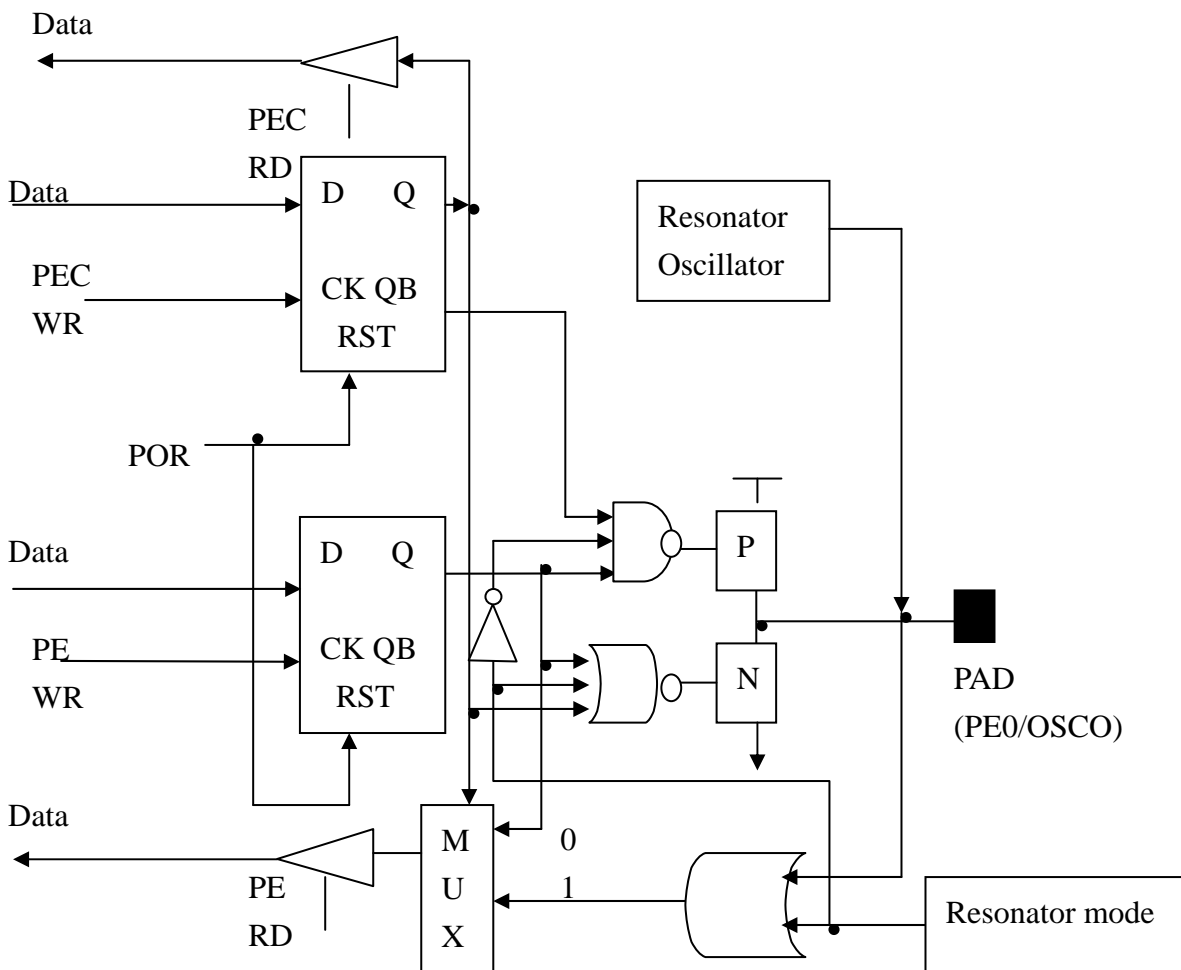 Data
PEC
RD
Data
D Q
Resonator
Oscillator
PEC
WR
CK QB
RST
POR
Data
D Q
P
PE
WR
CK QB
RST
N
PAD
(PE0/OSCO)
Data
M
U
X
0
1
PE
RD
Resonator mode